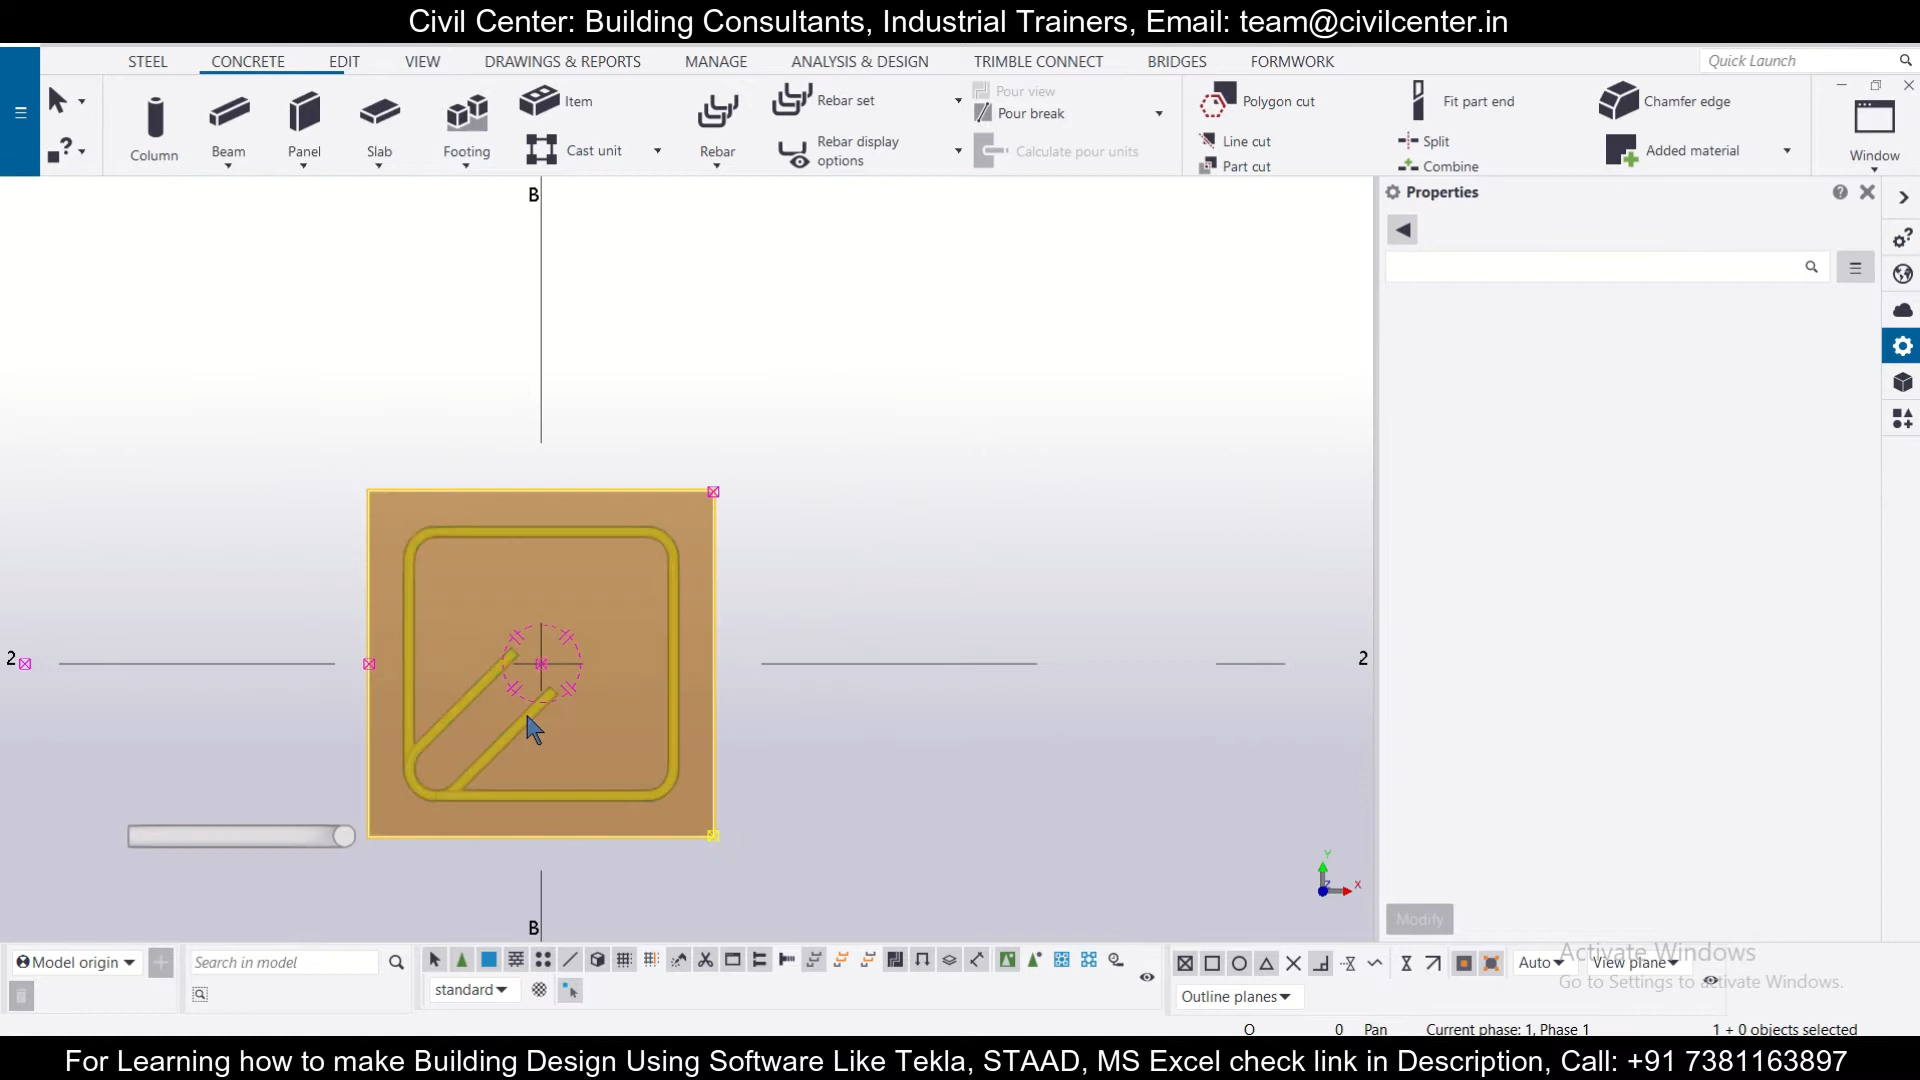 Civil Center: Building Consultants, Industrial Trainers, Email: team@civilcenter.in
STEEL CONCRETE EDIT VIEW DRAWINGS & REPORTS MANAGE ANALYSIS & DESIGN TRIMBLE CONNECT BRIDGES FORMWORK Quick Launch
Column
Beam
Panel
Slab
Footing
Item
Cast unit
Rebar
Rebar set
Rebar display
options
Pour view
Pour break
Calculate pour units
Polygon cut
Line cut
Part cut
Fit part end
Split
Combine
Chamfer edge
Added material
Window
Properties
B
2
2
B
Y
X
Modify
Model origin
Search in model
standard
Auto
View plane
Outline planes
Activate Windows
Go to Settings to activate Windows.
O 0 Pan Current phase: 1, Phase 1 1 + 0 objects selected
For Learning how to make Building Design Using Software Like Tekla, STAAD, MS Excel check link in Description, Call: +91 7381163897